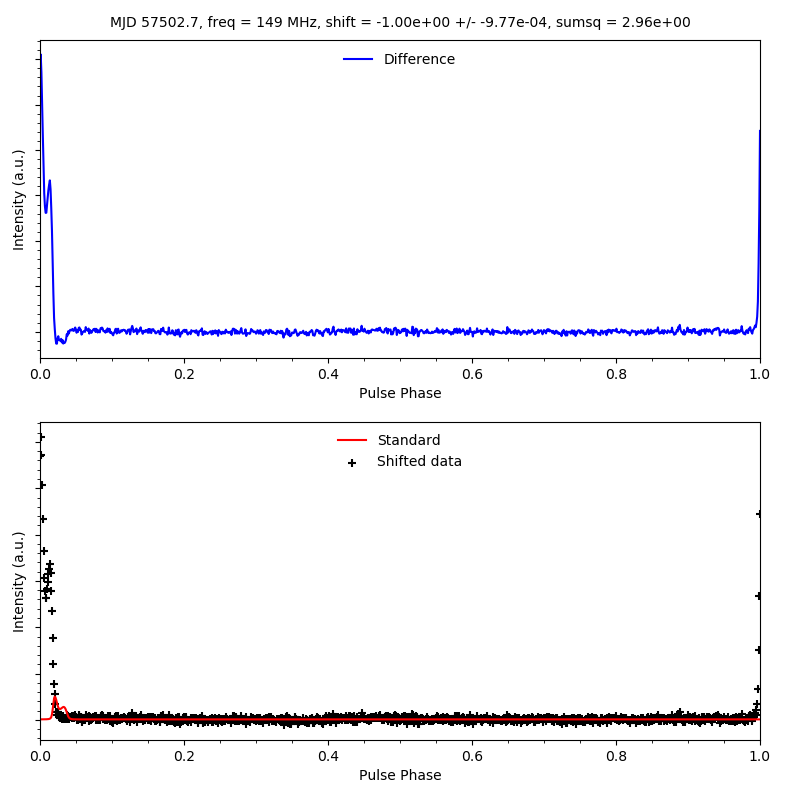 MJD 57502.7, freq = 149 MHz, shift = -1.00e+00 +/- -9.77e-04, sumsq = 2.96e+00
Difference
Intensity (a.u.)
0.0 0.2 0.4 0.6 0.8 1.0
Pulse Phase
Standard
Shifted data
Intensity (a.u.)
0.0 0.2 0.4 0.6 0.8 1.0
Pulse Phase